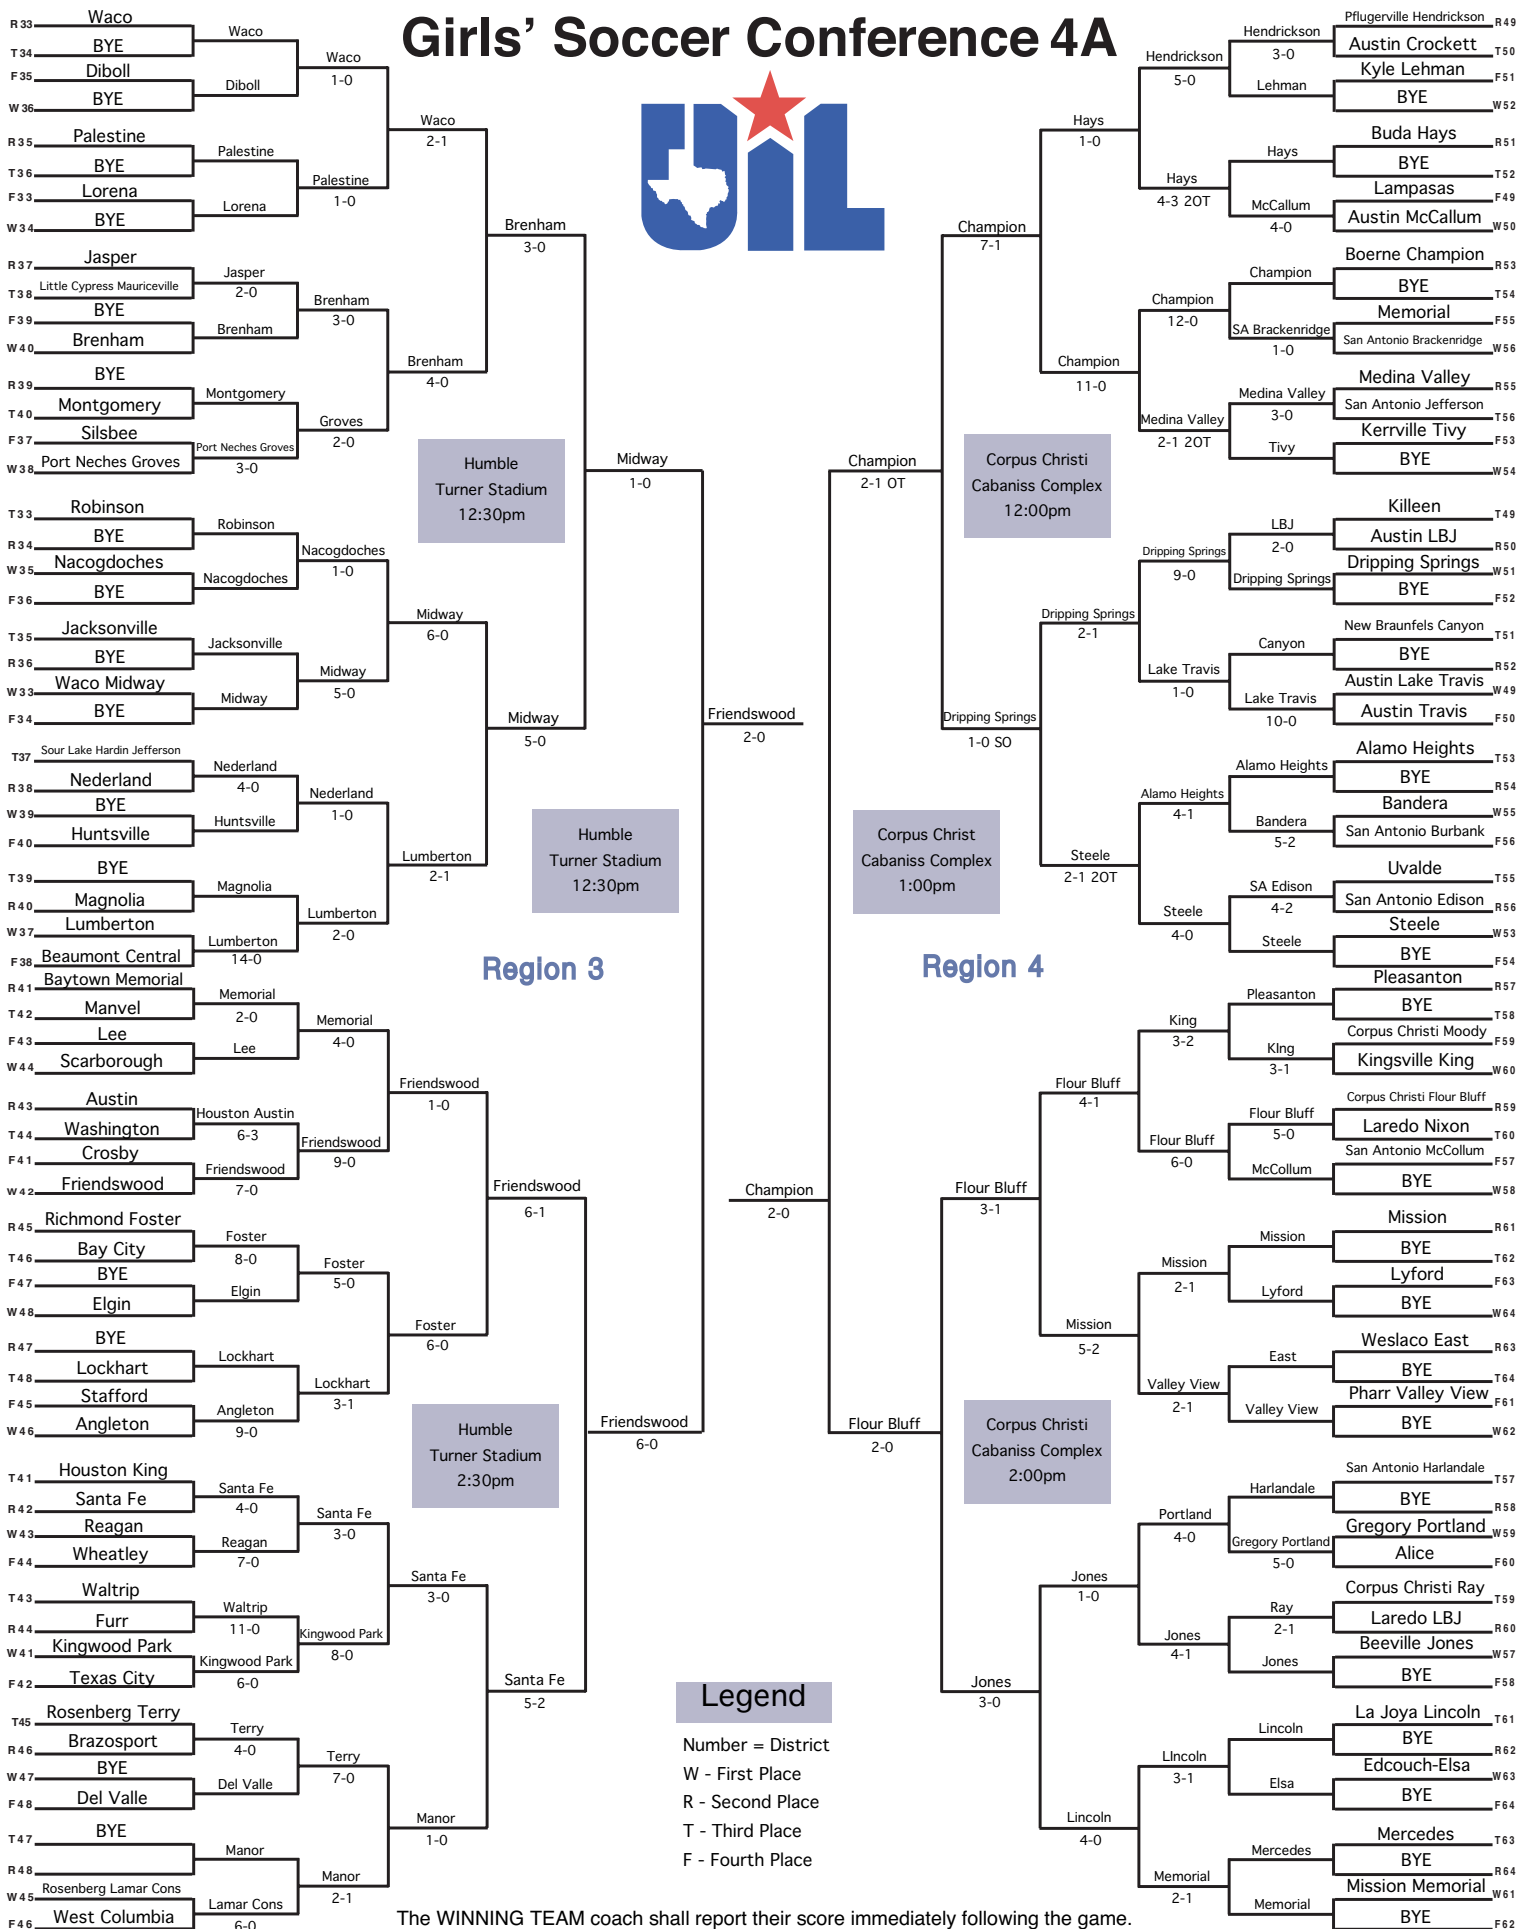 Girls' Soccer Conference 4A
UIL
R33 Waco
T34 BYE
F35 Diboll
W36 BYE
R35 Palestine
T36 BYE
F33 Lorena
W34 BYE
R37 Jasper
T38 Little Cypress Mauriceville
F39 BYE
W40 Brenham
R39 BYE
T40 Montgomery
F37 Silsbee
W38 Port Neches Groves
T33 Robinson
R34 BYE
W35 Nacogdoches
F36 BYE
T35 Jacksonville
R36 BYE
W33 Waco Midway
F34 BYE
T37 Sour Lake Hardin Jefferson
R38 Nederland
W39 BYE
F40 Huntsville
T39 BYE
R40 Magnolia
W37 Lumberton
F38 Beaumont Central
R41 Baytown Memorial
T42 Manvel
F43 Lee
W44 Scarborough
R43 Austin
T44 Washington
F41 Crosby
W42 Friendswood
R45 Richmond Foster
T46 Bay City
F47 BYE
W48 Elgin
R47 BYE
T48 Lockhart
F45 Stafford
W46 Angleton
T41 Houston King
R42 Santa Fe
W43 Reagan
F44 Wheatley
T43 Waltrip
R44 Furr
W41 Kingwood Park
F42 Texas City
T45 Rosenberg Terry
R46 Brazosport
W47 BYE
F48 Del Valle
T47 BYE
R48
W45 Rosenberg Lamar Cons
F46 West Columbia
Waco
Diboll
Palestine
Lorena
Jasper
2-0
Brenham
Montgomery
Port Neches Groves
3-0
Robinson
Nacogdoches
Jacksonville
Midway
Nederland
4-0
Huntsville
Magnolia
Lumberton
14-0
Memorial
2-0
Lee
Houston Austin
6-3
Friendswood
7-0
Foster
8-0
Elgin
Lockhart
Angleton
9-0
Santa Fe
4-0
Reagan
7-0
Waltrip
11-0
Kingwood Park
6-0
Terry
4-0
Del Valle
Manor
Lamar Cons
6-0
Waco
1-0
Palestine
1-0
Brenham
3-0
Groves
2-0
Nacogdoches
1-0
Midway
5-0
Nederland
1-0
Lumberton
2-0
Memorial
4-0
Friendswood
9-0
Foster
5-0
Lockhart
3-1
Santa Fe
3-0
Kingwood Park
8-0
Terry
7-0
Manor
2-1
Waco
2-1
Brenham
4-0
Midway
6-0
Lumberton
2-1
Friendswood
1-0
Foster
6-0
Santa Fe
3-0
Manor
1-0
Brenham
3-0
Midway
5-0
Friendswood
6-1
Santa Fe
5-2
Humble
Turner Stadium
12:30pm
Midway
1-0
Humble
Turner Stadium
12:30pm
Friendswood
2-0
Region 3
Humble
Turner Stadium
2:30pm
Friendswood
6-0
Champion
2-0
Champion
2-1 OT
Corpus Christi
Cabaniss Complex
12:00pm
Corpus Christ
Cabaniss Complex
1:00pm
Region 4
Flour Bluff
2-0
Corpus Christi
Cabaniss Complex
2:00pm
Champion
7-1
Dripping Springs
1-0 SO
Flour Bluff
3-1
Jones
3-0
Hays
1-0
Champion
11-0
Dripping Springs
2-1
Steele
2-1 2OT
Flour Bluff
4-1
Mission
5-2
Jones
1-0
Lincoln
4-0
Hendrickson
5-0
Hays
4-3 2OT
Champion
12-0
Medina Valley
2-1 2OT
Dripping Springs
9-0
Lake Travis
1-0
Alamo Heights
4-1
Steele
4-0
King
3-2
Flour Bluff
6-0
Mission
2-1
Valley View
2-1
Portland
4-0
Jones
4-1
LIncoln
3-1
Memorial
2-1
Hendrickson
3-0
Lehman
Hays
McCallum
4-0
Champion
SA Brackenridge
1-0
Medina Valley
3-0
Tivy
LBJ
2-0
Dripping Springs
Canyon
Lake Travis
10-0
Alamo Heights
Bandera
5-2
SA Edison
4-2
Steele
Pleasanton
KIng
3-1
Flour Bluff
5-0
McCollum
Mission
Lyford
East
Valley View
Harlandale
Gregory Portland
5-0
Ray
2-1
Jones
Lincoln
Elsa
Mercedes
Memorial
Pflugerville Hendrickson R49
Austin Crockett T50
Kyle Lehman F51
BYE W52
Buda Hays R51
BYE T52
Lampasas F49
Austin McCallum W50
Boerne Champion R53
BYE T54
Memorial F55
San Antonio Brackenridge W56
Medina Valley R55
San Antonio Jefferson T56
Kerrville Tivy F53
BYE W54
Killeen T49
Austin LBJ R50
Dripping Springs W51
BYE F52
New Braunfels Canyon T51
BYE R52
Austin Lake Travis W49
Austin Travis F50
Alamo Heights T53
BYE R54
Bandera W55
San Antonio Burbank F56
Uvalde T55
San Antonio Edison R56
Steele W53
BYE F54
Pleasanton R57
BYE T58
Corpus Christi Moody F59
Kingsville King W60
Corpus Christi Flour Bluff R59
Laredo Nixon T60
San Antonio McCollum F57
BYE W58
Mission R61
BYE T62
Lyford F63
BYE W64
Weslaco East R63
BYE T64
Pharr Valley View F61
BYE W62
San Antonio Harlandale T57
BYE R58
Gregory Portland W59
Alice F60
Corpus Christi Ray T59
Laredo LBJ R60
Beeville Jones W57
BYE F58
La Joya Lincoln T61
BYE R62
Edcouch-Elsa W63
BYE F64
Mercedes T63
BYE R64
Mission Memorial W61
BYE F62
Legend
Number = District
W - First Place
R - Second Place
T - Third Place
F - Fourth Place
The WINNING TEAM coach shall report their score immediately following the game.